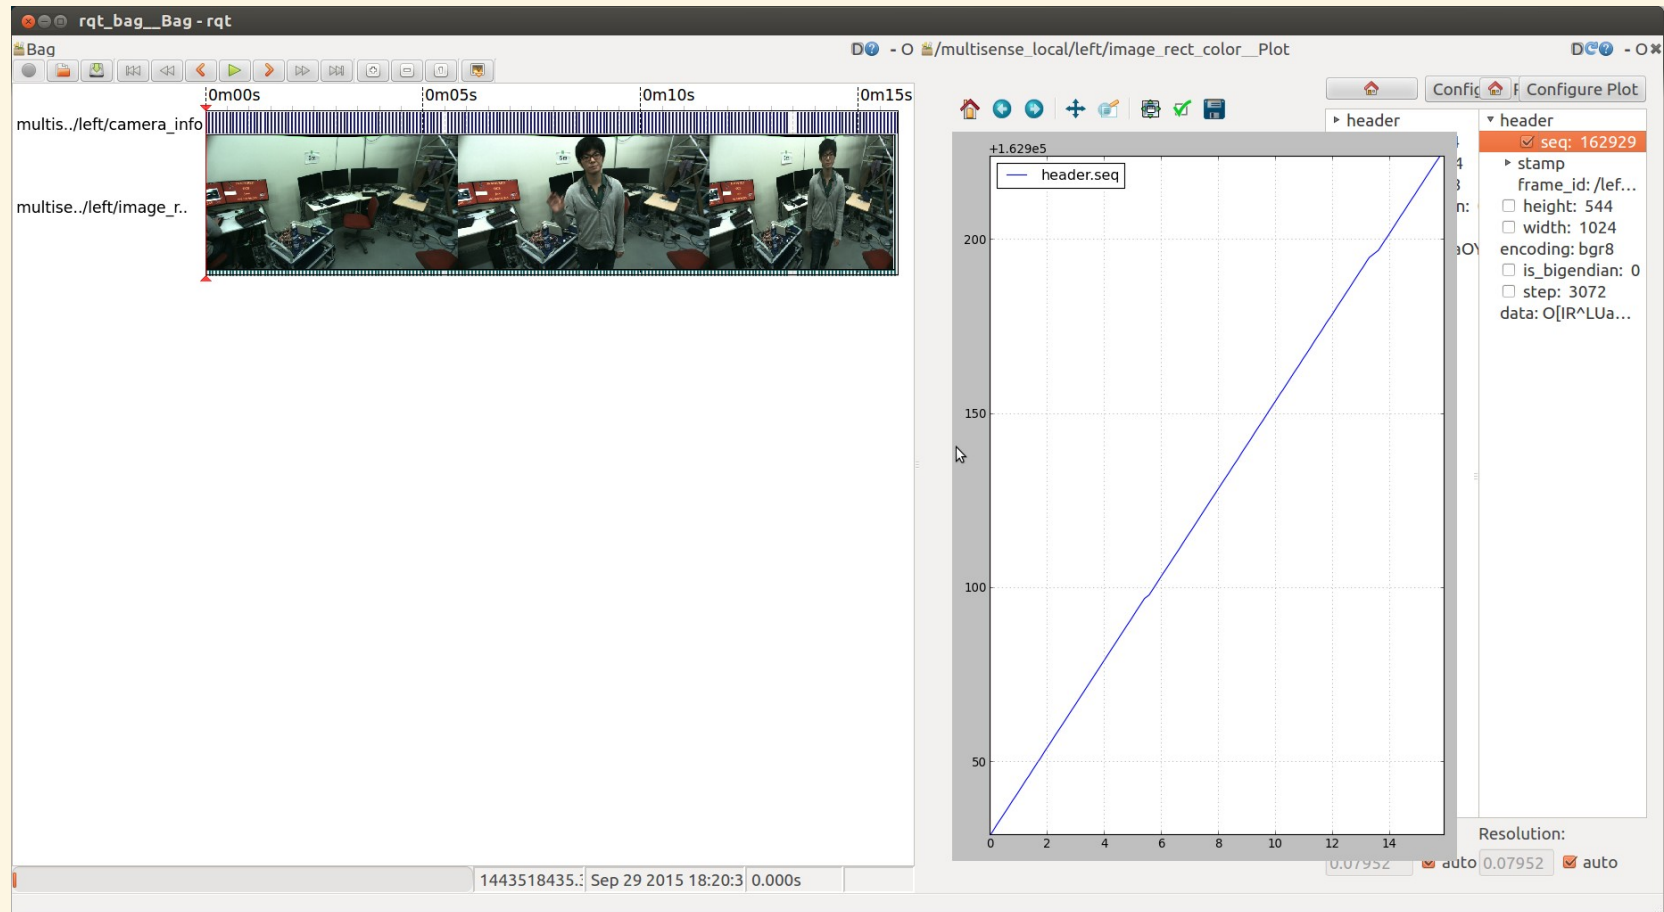 rqt_bag__Bag - rqt
Bag
D - O
/multisense_local/left/image_rect_color__Plot
D - O
0m00s 0m05s 0m10s 0m15s
multis../left/camera_info
multise../left/image_r..
Config
Configure Plot
header
header
seq: 162929
stamp
frame_id: /lef...
height: 544
width: 1024
encoding: bgr8
is_bigendian: 0
step: 3072
data: O[IR^LUa...
+1.629e5
header.seq
200
150
100
50
0 2 4 6 8 10 12 14
Resolution:
0.07952 auto 0.07952 auto
1443518435. Sep 29 2015 18:20:3 0.000s